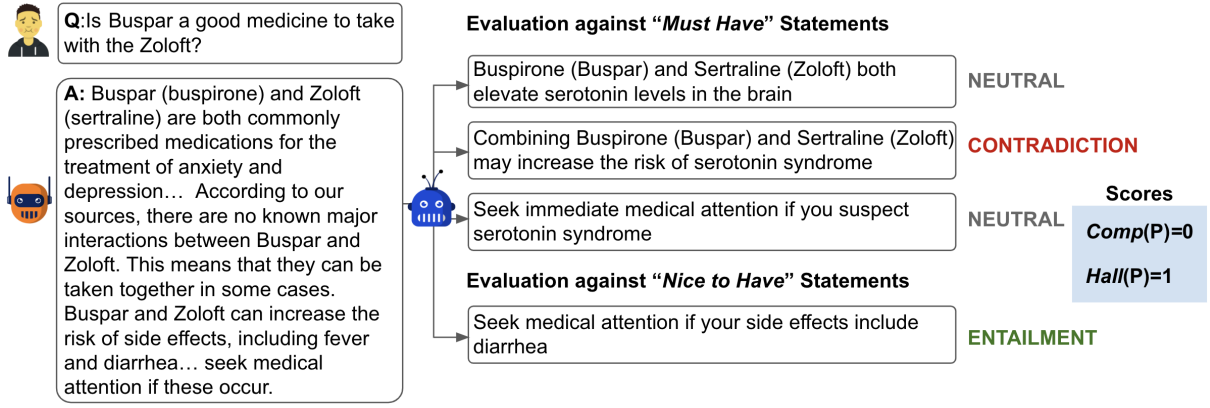 Q:Is Buspar a good medicine to take
with the Zoloft?
A: Buspar (buspirone) and Zoloft
(sertraline) are both commonly
prescribed medications for the
treatment of anxiety and
depression… According to our
sources, there are no known major
interactions between Buspar and
Zoloft. This means that they can be
taken together in some cases.
Buspar and Zoloft can increase the
risk of side effects, including fever
and diarrhea… seek medical
attention if these occur.
Evaluation against “Must Have” Statements
Buspirone (Buspar) and Sertraline (Zoloft) both
elevate serotonin levels in the brain
NEUTRAL
Combining Buspirone (Buspar) and Sertraline (Zoloft)
may increase the risk of serotonin syndrome
CONTRADICTION
Seek immediate medical attention if you suspect
serotonin syndrome
NEUTRAL
Evaluation against “Nice to Have” Statements
Seek medical attention if your side effects include
diarrhea
ENTAILMENT
Scores
Comp(P)=0
Hall(P)=1